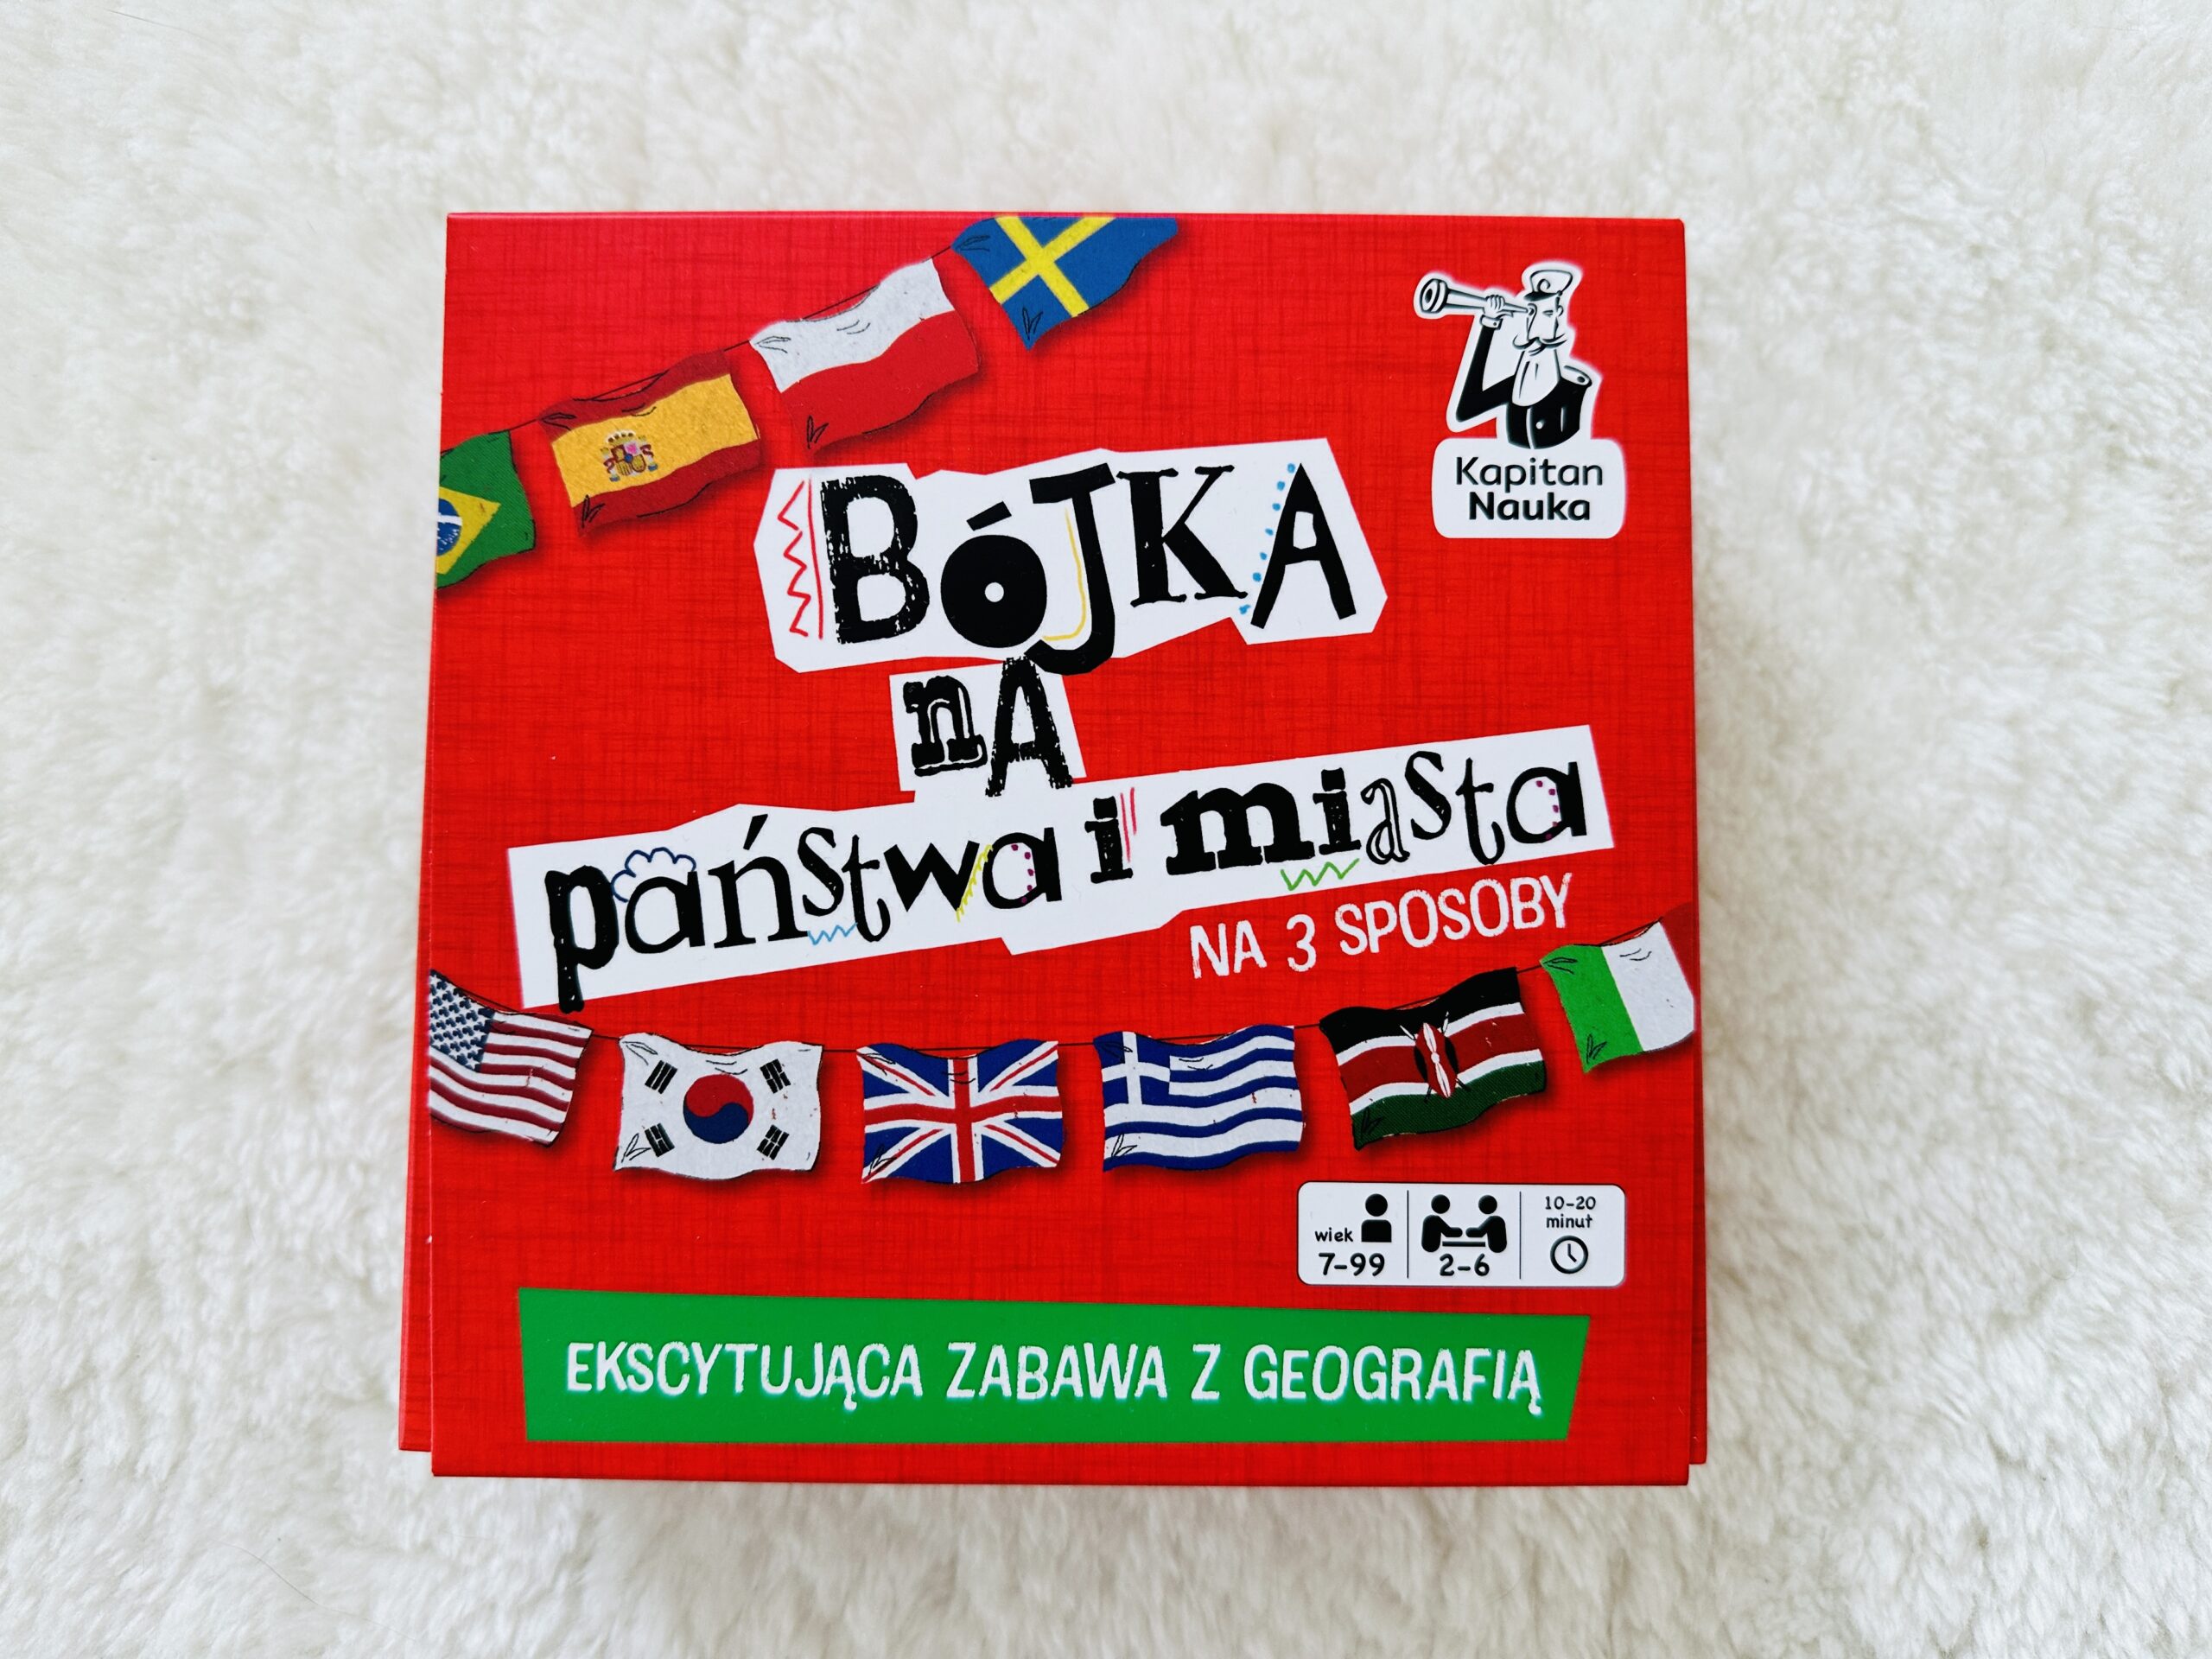 Kapitan
Nauka
BÓJKA
nA
państwa i miasta
NA 3 SPOSOBY
wiek
7-99
2-6
10-20
minut
EKSCYTUJĄCA ZABAWA Z GEOGRAFIĄ